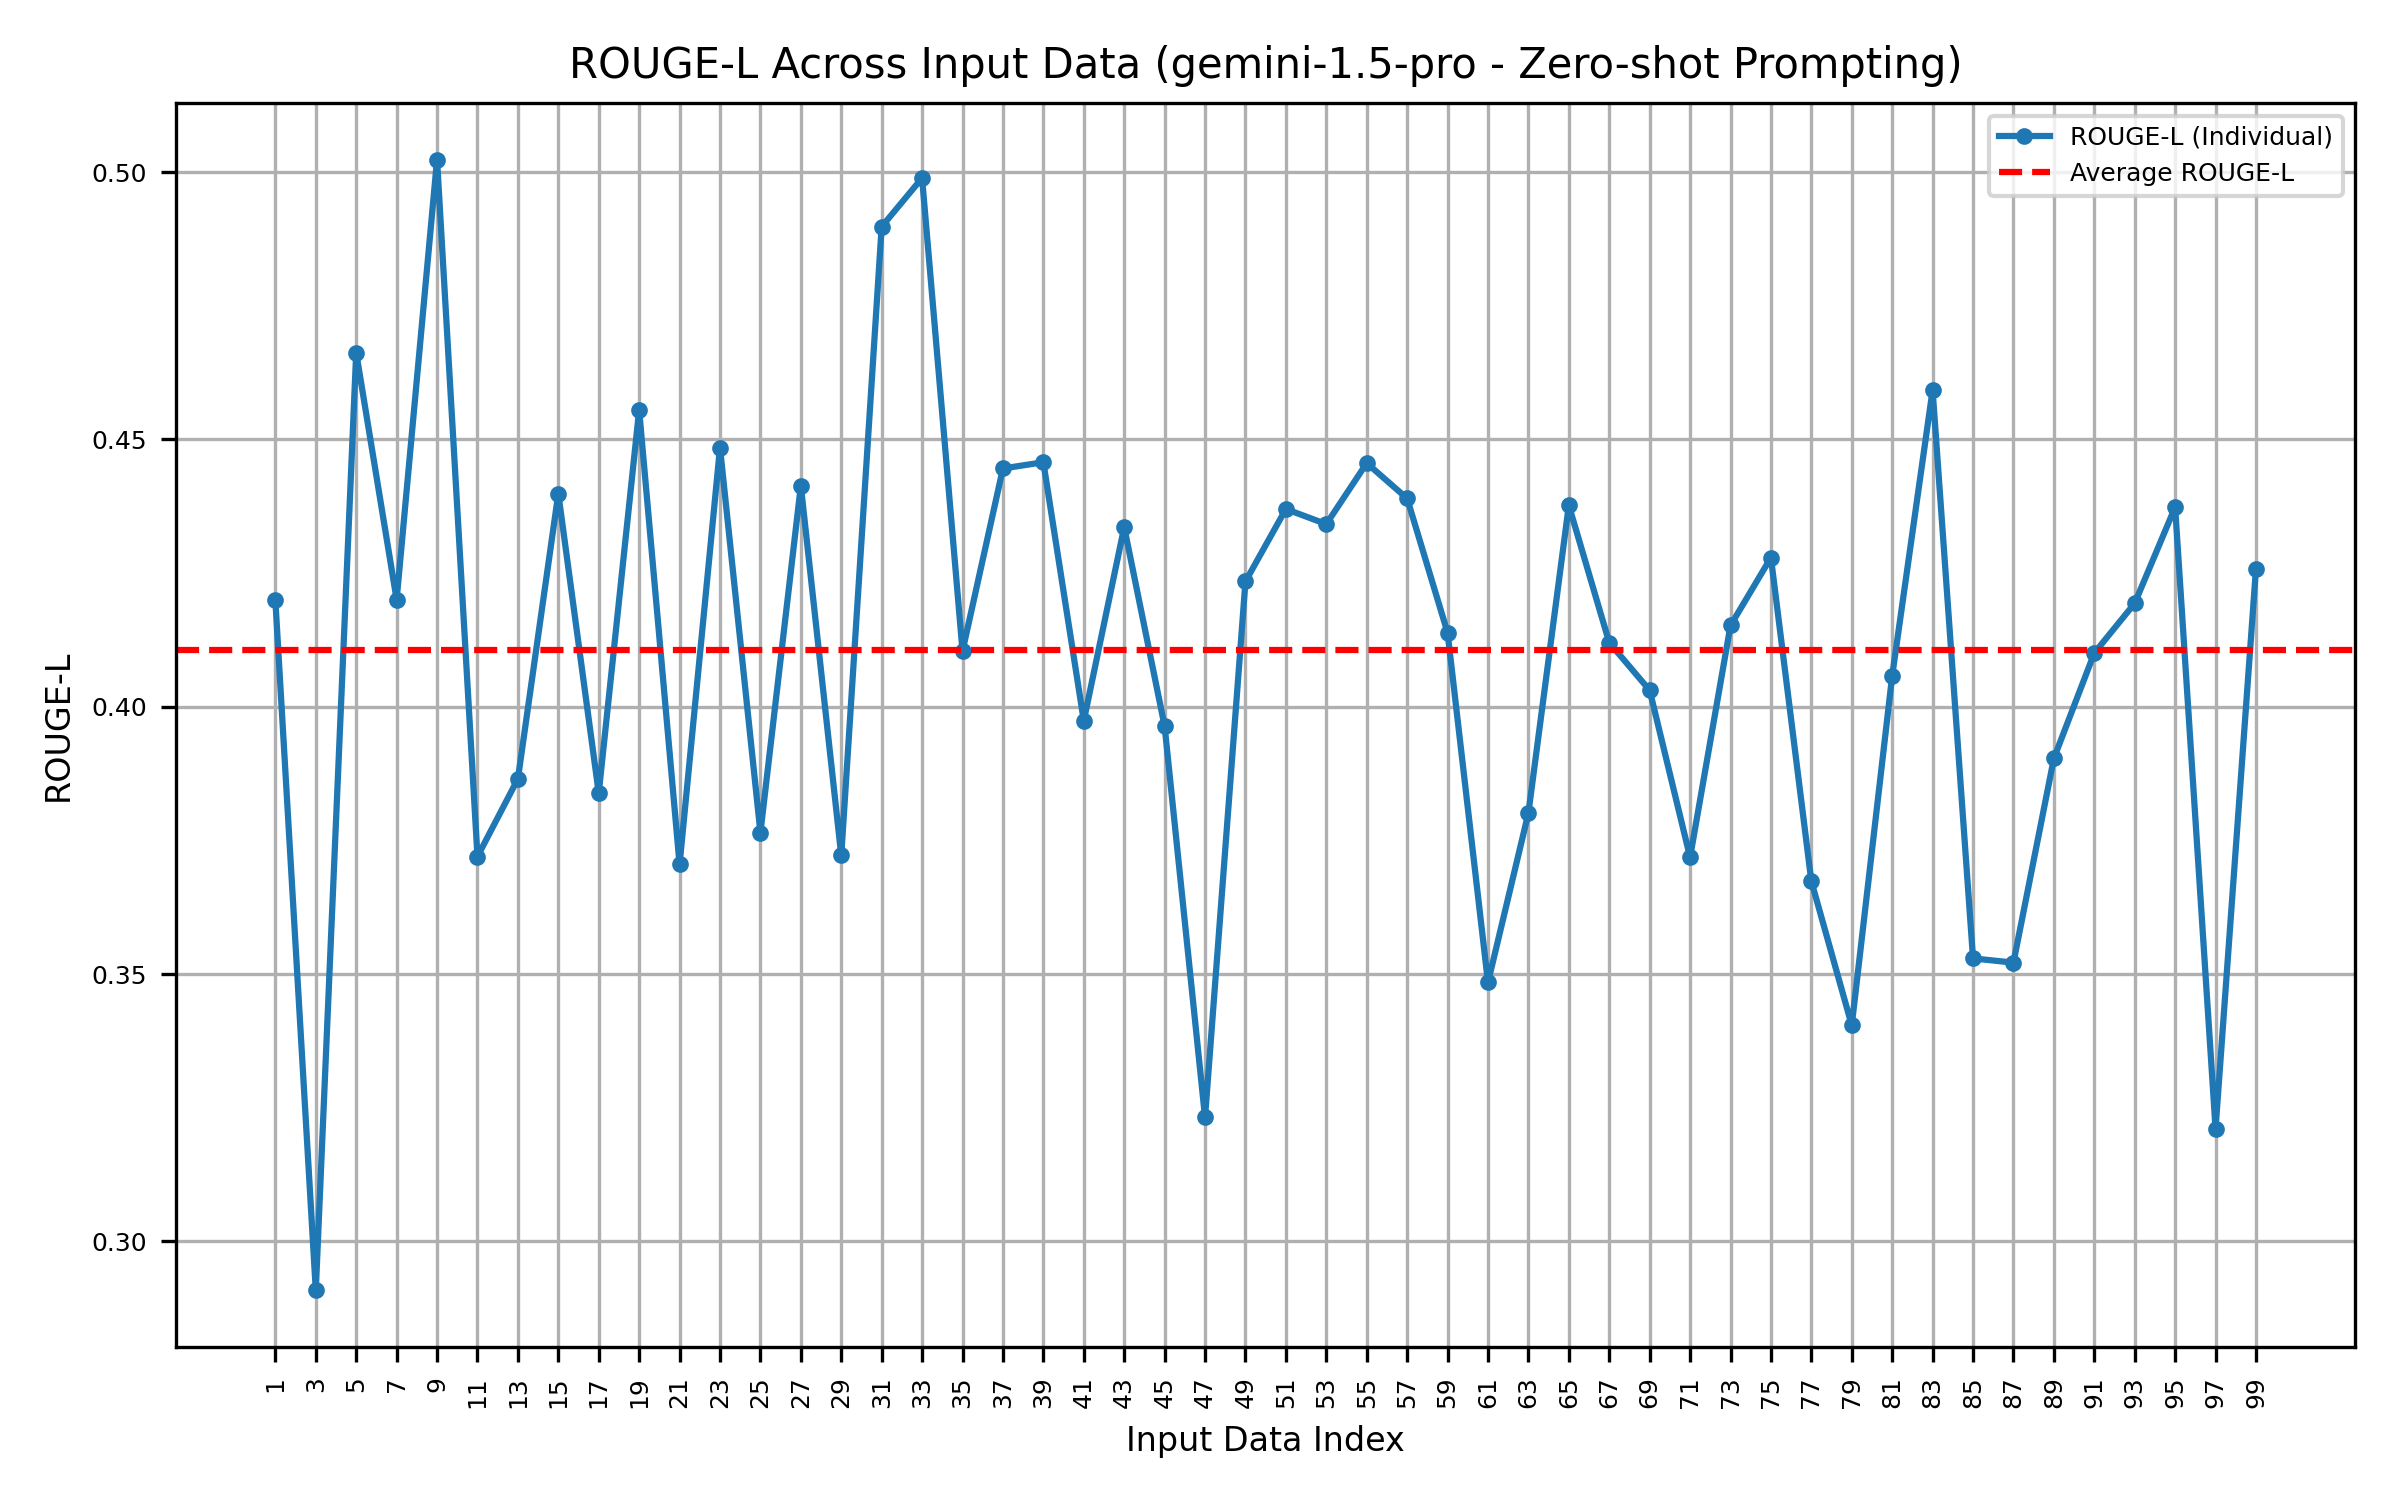 ROUGE-L Across Input Data (gemini-1.5-pro - Zero-shot Prompting)
ROUGE-L (Individual)
Average ROUGE-L
ROUGE-L
0.50
0.45
0.40
0.35
0.30
1 3 5 7 9 11 13 15 17 19 21 23 25 27 29 31 33 35 37 39 41 43 45 47 49 51 53 55 57 59 61 63 65 67 69 71 73 75 77 79 81 83 85 87 89 91 93 95 97 99
Input Data Index